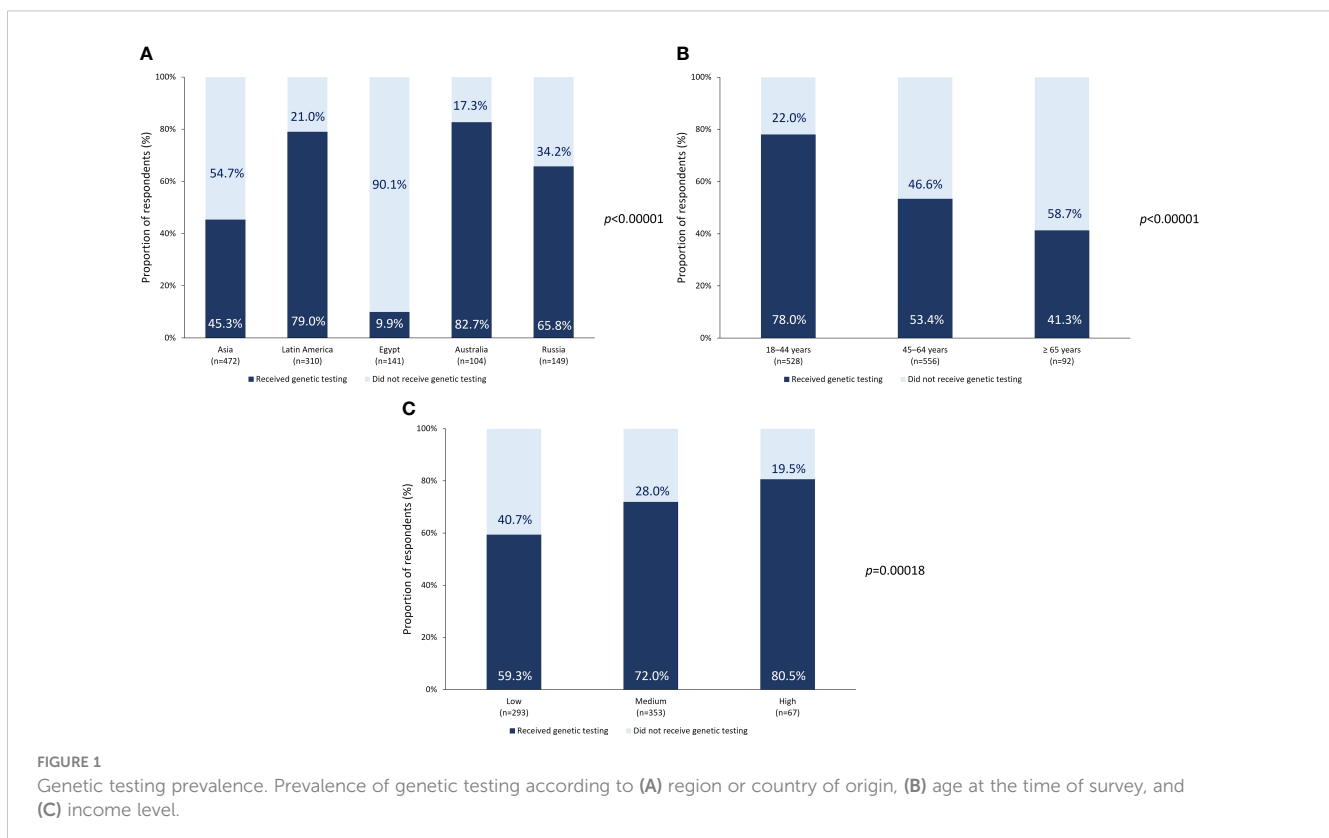 A
Proportion of respondents (%)
100%
80%
60%
40%
20%
0%
54.7%
45.3%
21.0%
79.0%
90.1%
9.9%
17.3%
82.7%
34.2%
65.8%
p<0.00001
Asia
(n=472)
Latin America
(n=310)
Egypt
(n=141)
Australia
(n=104)
Russia
(n=149)
Received genetic testing
Did not receive genetic testing
B
Proportion of respondents (%)
100%
80%
60%
40%
20%
0%
22.0%
78.0%
46.6%
53.4%
58.7%
41.3%
p<0.00001
18–44 years
(n=528)
45–64 years
(n=556)
≥ 65 years
(n=92)
Received genetic testing
Did not receive genetic testing
C
Proportion of respondents (%)
100%
80%
60%
40%
20%
0%
40.7%
59.3%
28.0%
72.0%
19.5%
80.5%
p=0.00018
Low
(n=293)
Medium
(n=353)
High
(n=67)
Received genetic testing
Did not receive genetic testing
FIGURE 1
Genetic testing prevalence. Prevalence of genetic testing according to (A) region or country of origin, (B) age at the time of survey, and
(C) income level.